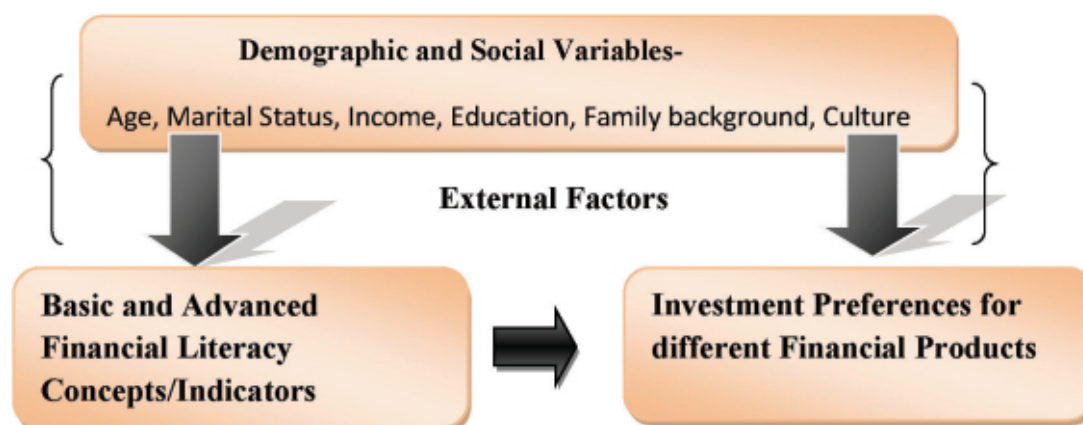 Demographic and Social Variables-
Age, Marital Status, Income, Education, Family background, Culture
External Factors
Basic and Advanced
Financial Literacy
Concepts/Indicators
Investment Preferences for
different Financial Products